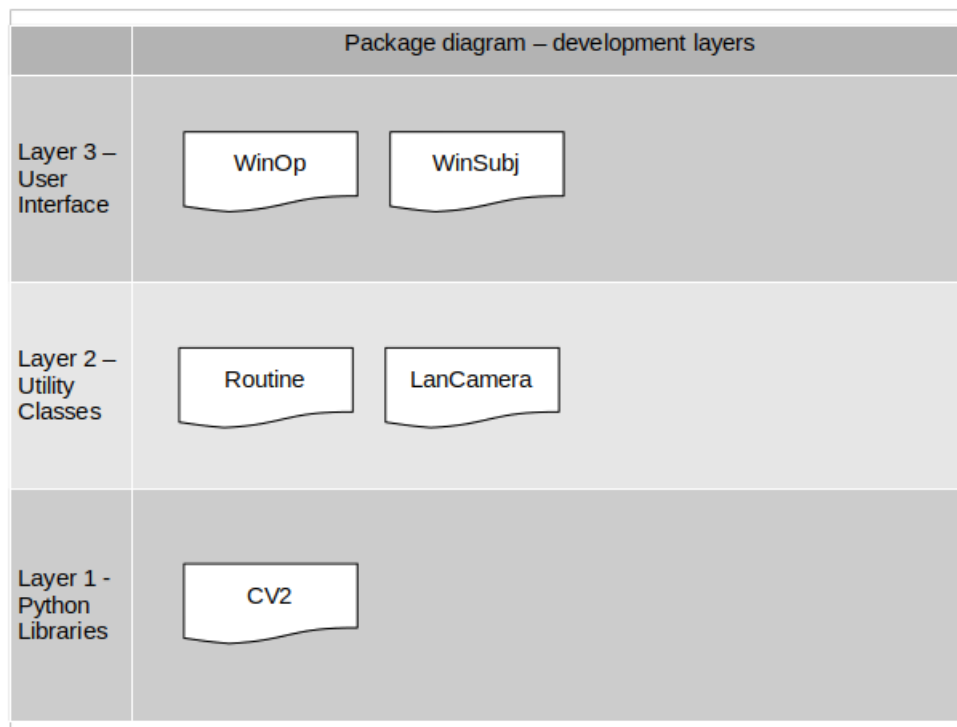 Package diagram – development layers
Layer 3 –
User
Interface
WinOp
WinSubj
Layer 2 –
Utility
Classes
Routine
LanCamera
Layer 1 -
Python
Libraries
CV2